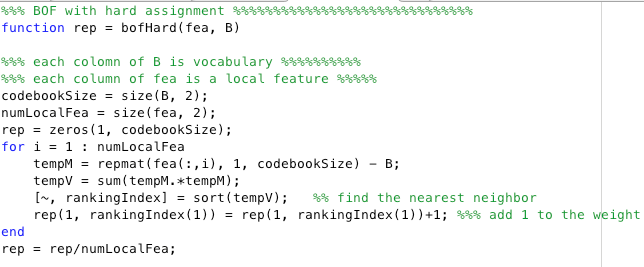 %%% BOF with hard assignment %%%%%%%%%%%%%%%%%%%%%%%%%%%%%%
function rep = bofHard(fea, B)
%%% each colomn of B is vocabulary %%%%%%%%%%
%%% each column of fea is a local feature %%%%%
codebookSize = size(B, 2);
numLocalFea = size(fea, 2);
rep = zeros(1, codebookSize);
for i = 1 : numLocalFea
    tempM = repmat(fea(:,i), 1, codebookSize) - B;
    tempV = sum(tempM.*tempM);
    [~, rankingIndex] = sort(tempV);   %% find the nearest neighbor
    rep(1, rankingIndex(1)) = rep(1, rankingIndex(1))+1; %%% add 1 to the weight
end
rep = rep/numLocalFea;